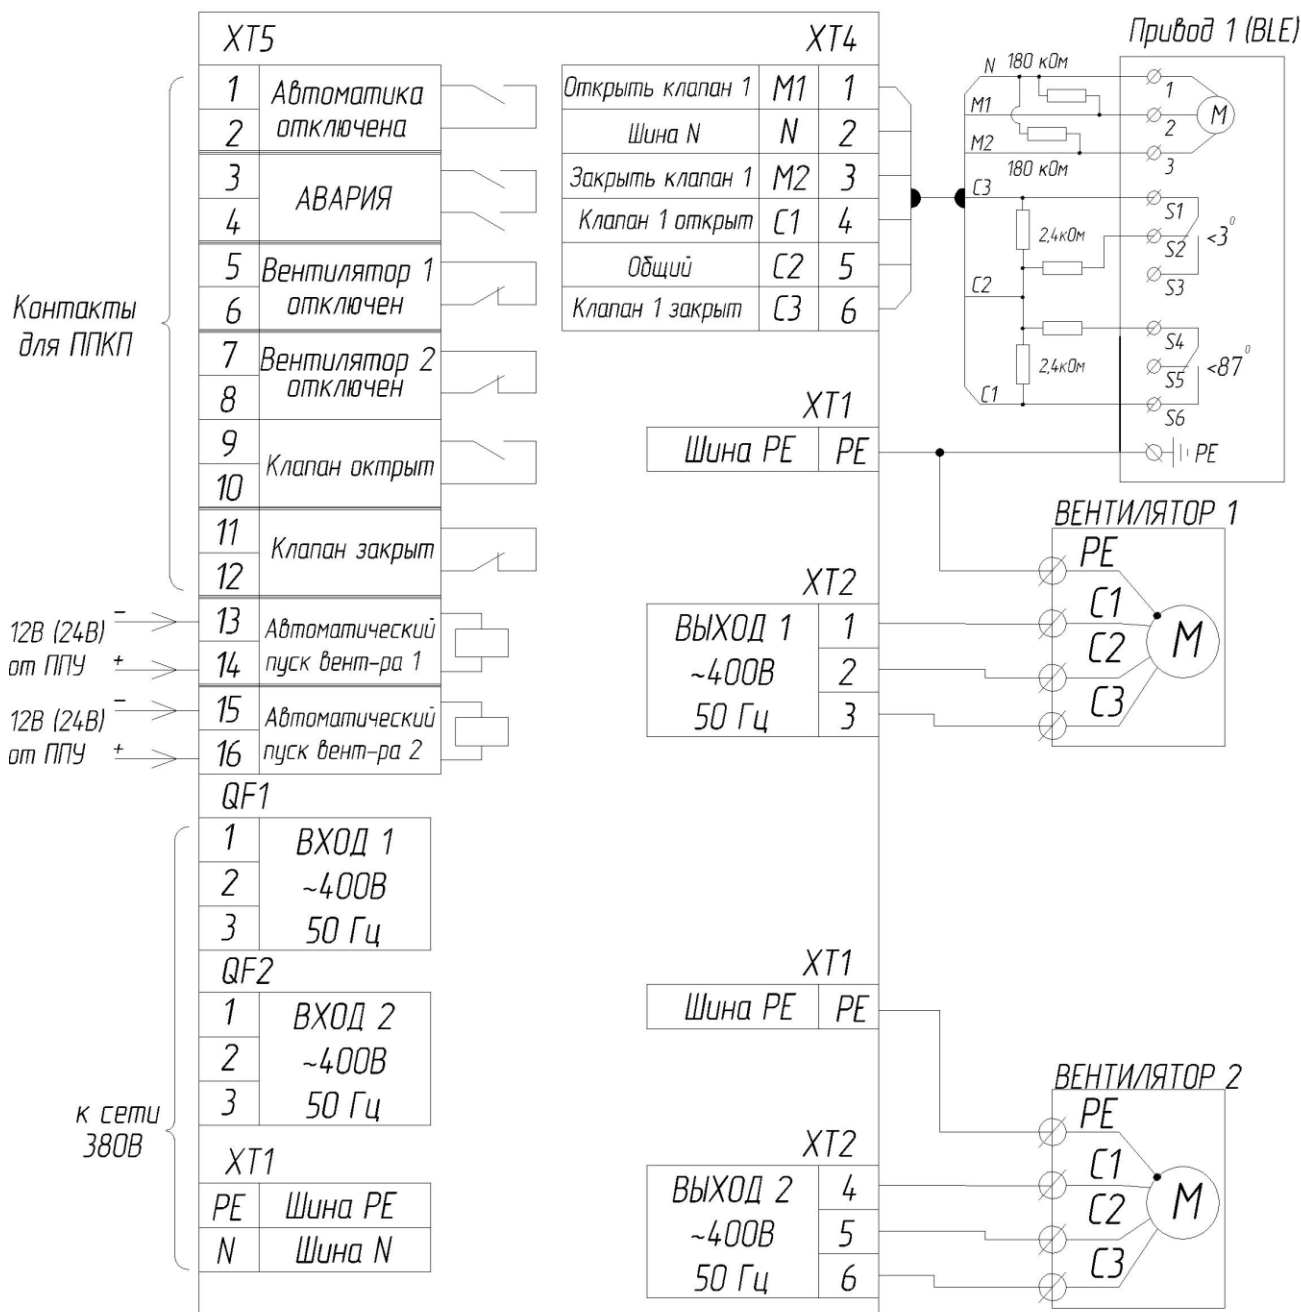 XT5
1
2
Автоматика
отключена
3
4
АВАРИЯ
5
6
Вентилятор 1
отключен
7
8
Вентилятор 2
отключен
9
10
Клапан октрыт
11
12
Клапан закрыт
13
14
Автоматический
пуск вент-ра 1
15
16
Автоматический
пуск вент-ра 2
Контакты
для ППКП
12В (24В)
от ППУ
−
+
12В (24В)
от ППУ
−
+
QF1
1
2
3
ВХОД 1
~400В
50 Гц
QF2
1
2
3
ВХОД 2
~400В
50 Гц
XT1
PE Шина PE
N Шина N
к сети
380В
XT4
Открыть клапан 1 M1 1
Шина N N 2
Закрыть клапан 1 M2 3
Клапан 1 открыт C1 4
Общий C2 5
Клапан 1 закрыт C3 6
Привод 1 (BLE)
N
180 кОм
M1
M2
180 кОм
C3
2,4кОм
C2
2,4кОм
C1
1
2
3
M
S1
S2
S3
<3°
S4
S5
S6
<87°
PE
XT1
Шина PE PE
ВЕНТИЛЯТОР 1
PE
C1
C2
C3
M
XT2
ВЫХОД 1
~400В
50 Гц
1
2
3
XT1
Шина PE PE
ВЕНТИЛЯТОР 2
PE
C1
C2
C3
M
XT2
ВЫХОД 2
~400В
50 Гц
4
5
6